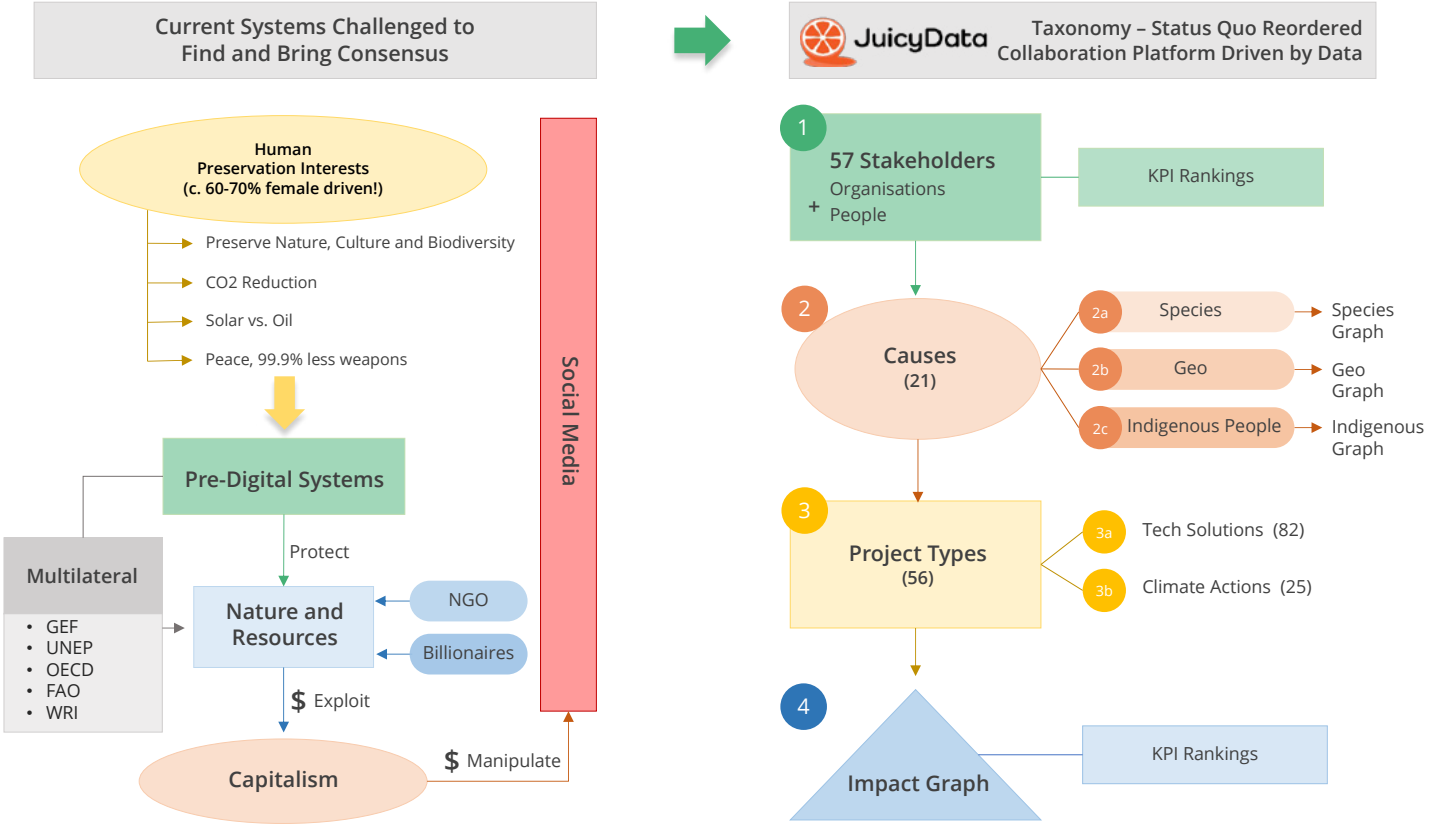 Current Systems Challenged to
Find and Bring Consensus
JuicyData
Taxonomy – Status Quo Reordered
Collaboration Platform Driven by Data
Human
Preservation Interests
(c. 60-70% female driven!)
Preserve Nature, Culture and Biodiversity
CO2 Reduction
Solar vs. Oil
Peace, 99.9% less weapons
Pre-Digital Systems
Protect
Multilateral
• GEF
• UNEP
• OECD
• FAO
• WRI
Nature and
Resources
NGO
Billionaires
$ Exploit
Capitalism
$ Manipulate
Social Media
1
57 Stakeholders
Organisations
+
People
KPI Rankings
2
Causes
(21)
2a
Species
Species
Graph
2b
Geo
Geo
Graph
2c
Indigenous People
Indigenous
Graph
3
Project Types
(56)
3a
Tech Solutions (82)
3b
Climate Actions (25)
4
Impact Graph
KPI Rankings